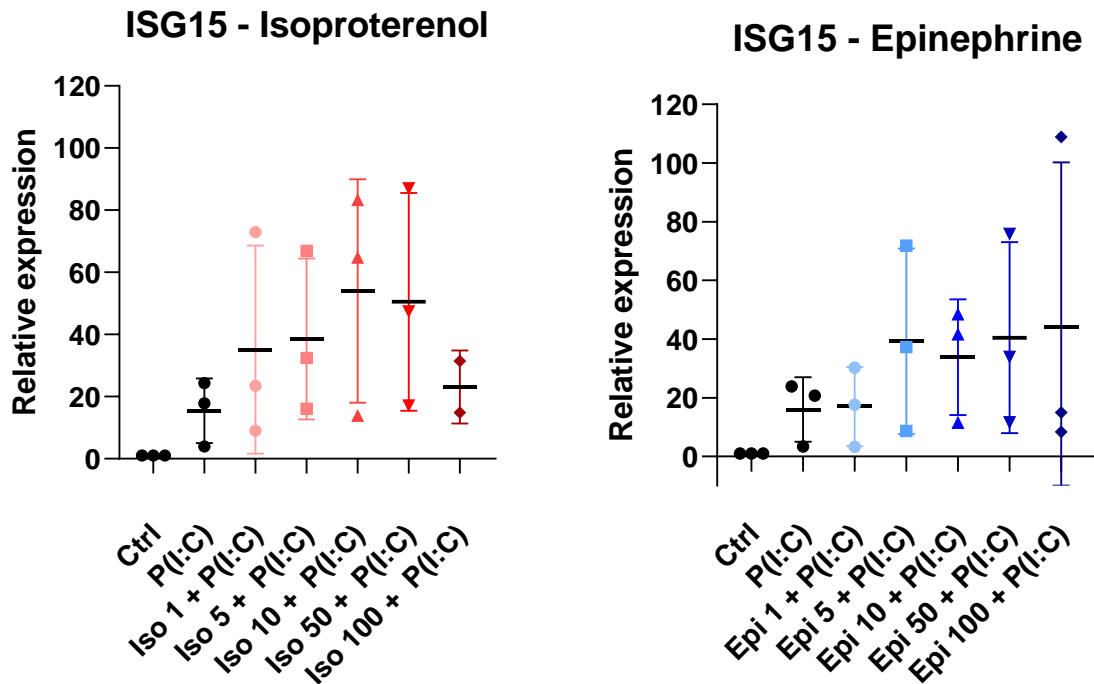 ISG15 - Isoproterenol
Relative expression
120
100
80
60
40
20
0
Ctrl
P(I:C)
Iso 1 + P(I:C)
Iso 5 + P(I:C)
Iso 10 + P(I:C)
Iso 50 + P(I:C)
Iso 100 + P(I:C)
ISG15 - Epinephrine
Relative expression
120
100
80
60
40
20
0
Ctrl
P(I:C)
Epi 1 + P(I:C)
Epi 5 + P(I:C)
Epi 10 + P(I:C)
Epi 50 + P(I:C)
Epi 100 + P(I:C)